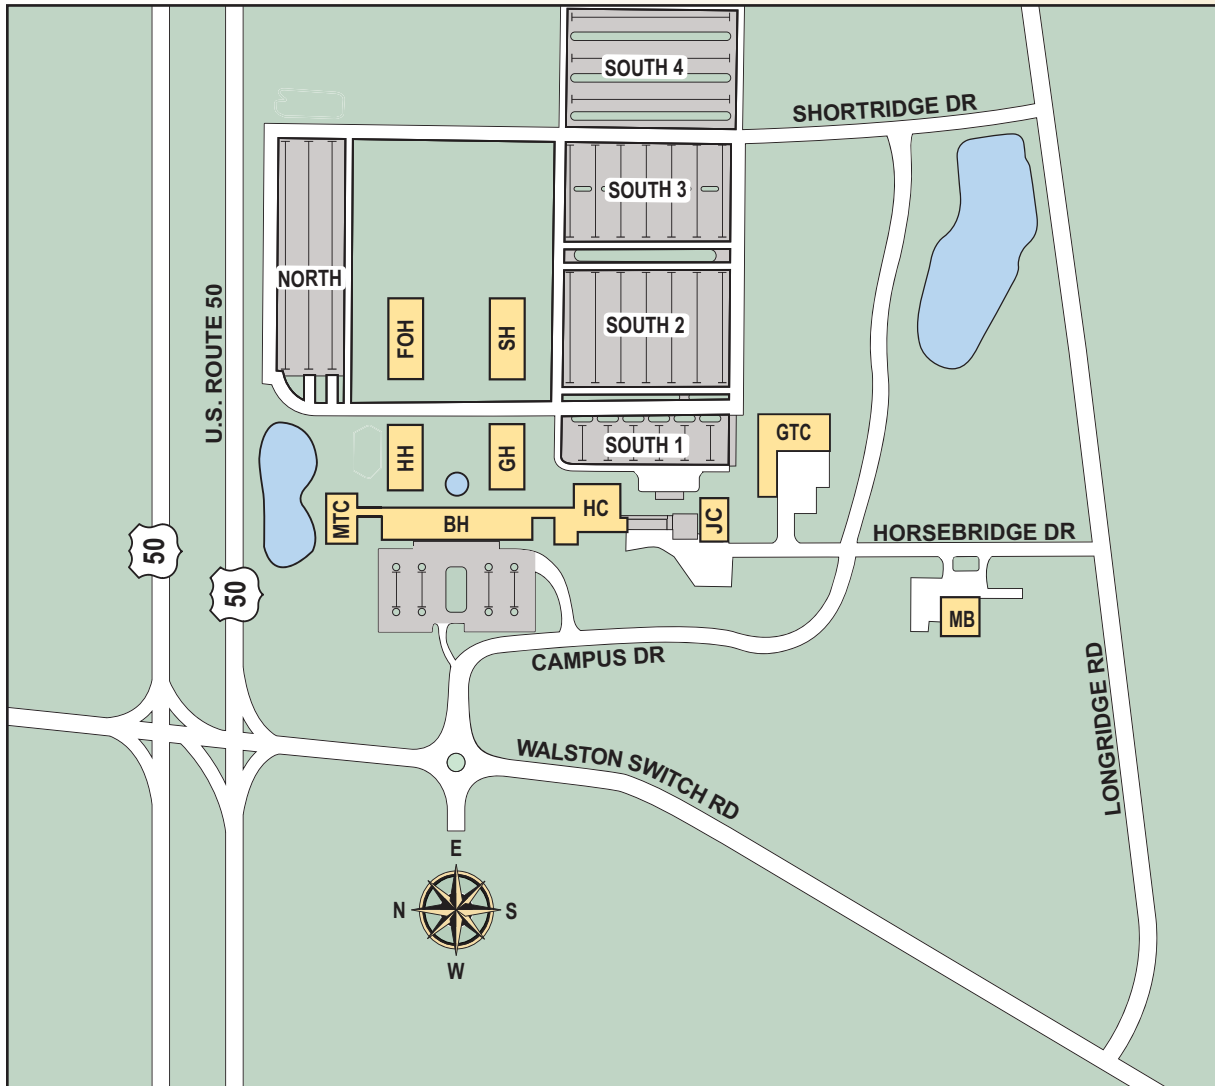 SOUTH 4
SHORTRIDGE DR
SOUTH 3
NORTH
U.S. ROUTE 50
FOH
SH
SOUTH 2
SOUTH 1
GTC
HH
GH
MTC
BH
HC
JC
HORSEBRIDGE DR
50
50
MB
CAMPUS DR
LONGRIDGE RD
WALSTON SWITCH RD
E
N
S
W